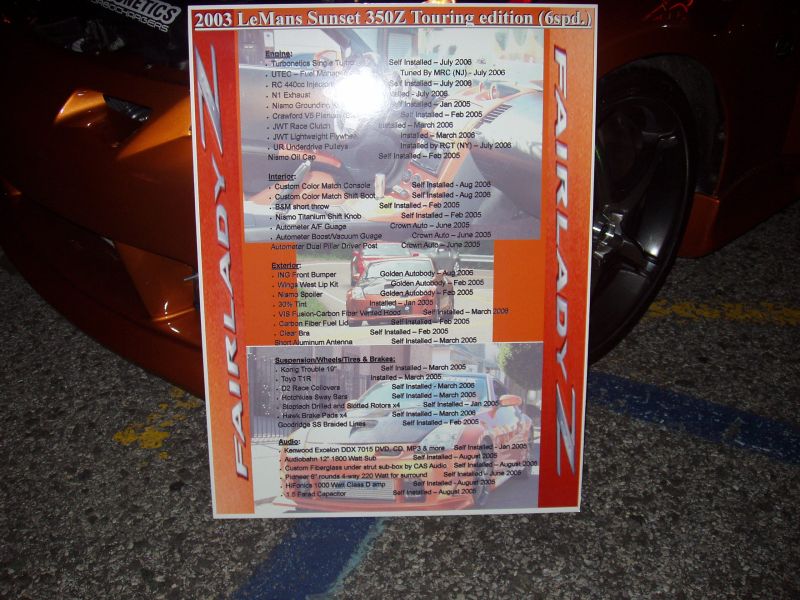 2003 LeMans Sunset 350Z Touring edition (6spd.)
FAIRLADY Z
Engine:
Turbonetics Single Turbo Self Installed – July 2006
UTEC – Fuel Tuned By MRC (NJ) - July 2006
RC 440cc Self Installed – July 2006
N1 Exhaust Installed - July 2006
Nismo Grounding Installed – Jan 2005
Crawford V5 Self Installed – Feb 2005
JWT Race Clutch Installed – March 2006
JWT Lightweight Flywheel Installed – March 2006
UR Underdrive Pulleys Installed by RCT (NY) – July 2006
Nismo Oil Cap Self Installed – Feb 2005
Interior:
Custom Color Match Console Self Installed - Aug 2006
Custom Color Match Shift Boot Self Installed - Aug 2006
B&M short throw Self Installed – Feb 2005
Nismo Titanium Shift Knob Self Installed – Feb 2005
Autometer A/F Guage Crown Auto – June 2005
Autometer Boost/Vacuum Guage Crown Auto – June 2005
Autometer Dual Pillar Driver Post Crown Auto – June 2005
Exterior:
ING Front Bumper Golden Autobody – Aug 2006
Wings West Lip Kit Golden Autobody – Feb 2005
Nismo Spoiler Golden Autobody – Feb 2005
30% Tint Installed – Jan 2005
VIS Fusion-Carbon Fiber Vented Hood Self Installed – March 2006
Carbon Fiber Fuel Lid Self Installed – Feb 2005
Clear Bra Self Installed – Feb 2005
Short Aluminum Antenna Self Installed – March 2005
Suspension/Wheels/Tires & Brakes:
Konig Trouble 19" Self Installed – March 2005
Toyo T1R Installed – March 2005
D2 Race Coilovers Self Installed - March 2006
Hotchkiss Sway Bars Self Installed – March 2005
Stoptech Drilled and Slotted Rotors x4 Self Installed – Jan 2005
Hawk Brake Pads x4 Self Installed – March 2006
Goodridge SS Braided Lines Self Installed – Feb 2005
Audio:
Kenwood Excelon DDX 7015 DVD, CD, MP3 & more Self Installed - Jan 2005
Audiobahn 12" 1800 Watt Sub Self Installed – August 2005
Custom Fiberglass under strut sub-box by CAS Audio Self Installed – August 2006
Pioneer 6" rounds 4-way 220 Watt for surround Self Installed – June 2005
HiFonics 1000 Watt Class D amp Self Installed - August 2005
1.5 Farad Capacitor Self Installed – August 2005
FAIRLADY Z